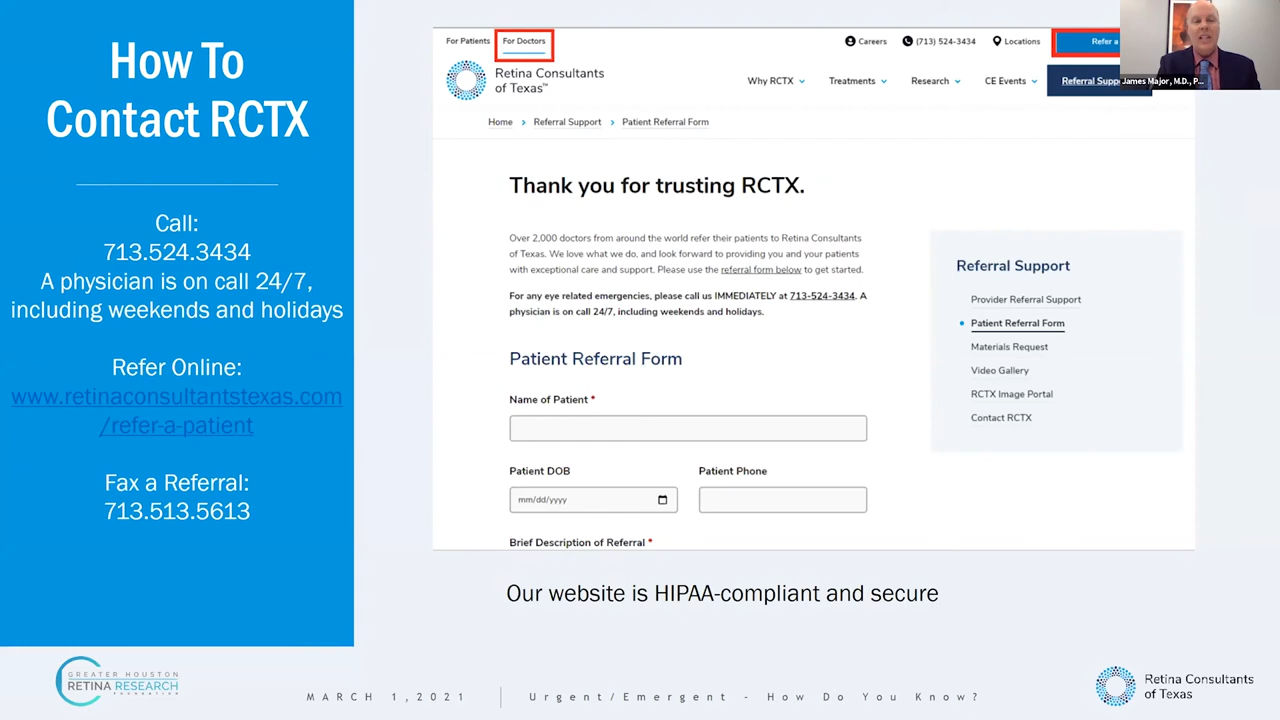 How To
Contact RCTX
Call:
713.524.3434
A physician is on call 24/7,
including weekends and holidays
Refer Online:
www.retinaconsultantstexas.com
/refer-a-patient
Fax a Referral:
713.513.5613
For Patients For Doctors Careers (713) 524-3434 Locations Refer a
Retina Consultants
of Texas™
Why RCTX Treatments Research CE Events Referral Supp
James Major, M.D., P...
Home > Referral Support > Patient Referral Form
Thank you for trusting RCTX.
Over 2,000 doctors from around the world refer their patients to Retina Consultants
of Texas. We love what we do, and look forward to providing you and your patients
with exceptional care and support. Please use the referral form below to get started.
For any eye related emergencies, please call us IMMEDIATELY at 713-524-3434. A
physician is on call 24/7, including weekends and holidays.
Patient Referral Form
Name of Patient *
Patient DOB Patient Phone
mm/dd/yyyy
Brief Description of Referral *
Referral Support
Provider Referral Support
Patient Referral Form
Materials Request
Video Gallery
RCTX Image Portal
Contact RCTX
Our website is HIPAA-compliant and secure
GREATER HOUSTON
RETINA RESEARCH
FOUNDATION
MARCH 1, 2021 Urgent/Emergent - How Do You Know?
Retina Consultants
of Texas